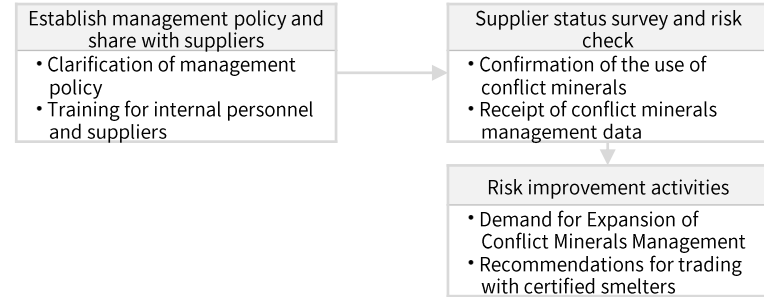 Establish management policy and
share with suppliers
• Clarification of management
policy
• Training for internal personnel
and suppliers
Supplier status survey and risk
check
• Confirmation of the use of
conflict minerals
• Receipt of conflict minerals
management data
Risk improvement activities
• Demand for Expansion of
Conflict Minerals Management
• Recommendations for trading
with certified smelters